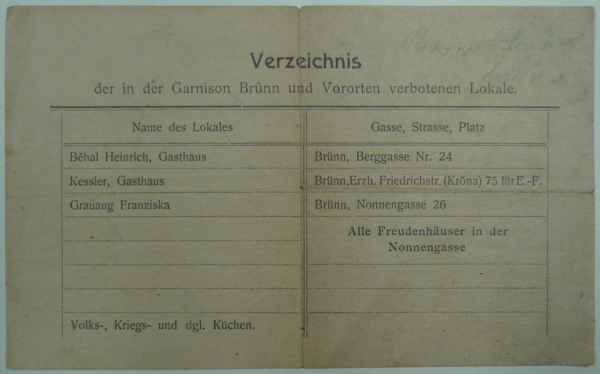 Verzeichnis
der in der Garnison Brünn und Vororten verbotenen Lokale.
Name des Lokales
Gasse, Strasse, Platz
Běhal Heinrich, Gasthaus
Brünn, Berggasse Nr. 24
Kessler, Gasthaus
Brünn, Erzh. Friedrichstr. (Kröna) 75 für E.-F.
Grauaug Franziska
Brünn, Nonnengasse 26
Alle Freudenhäuser in der
Nonnengasse
Volks-, Kriegs- und dgl. Küchen.